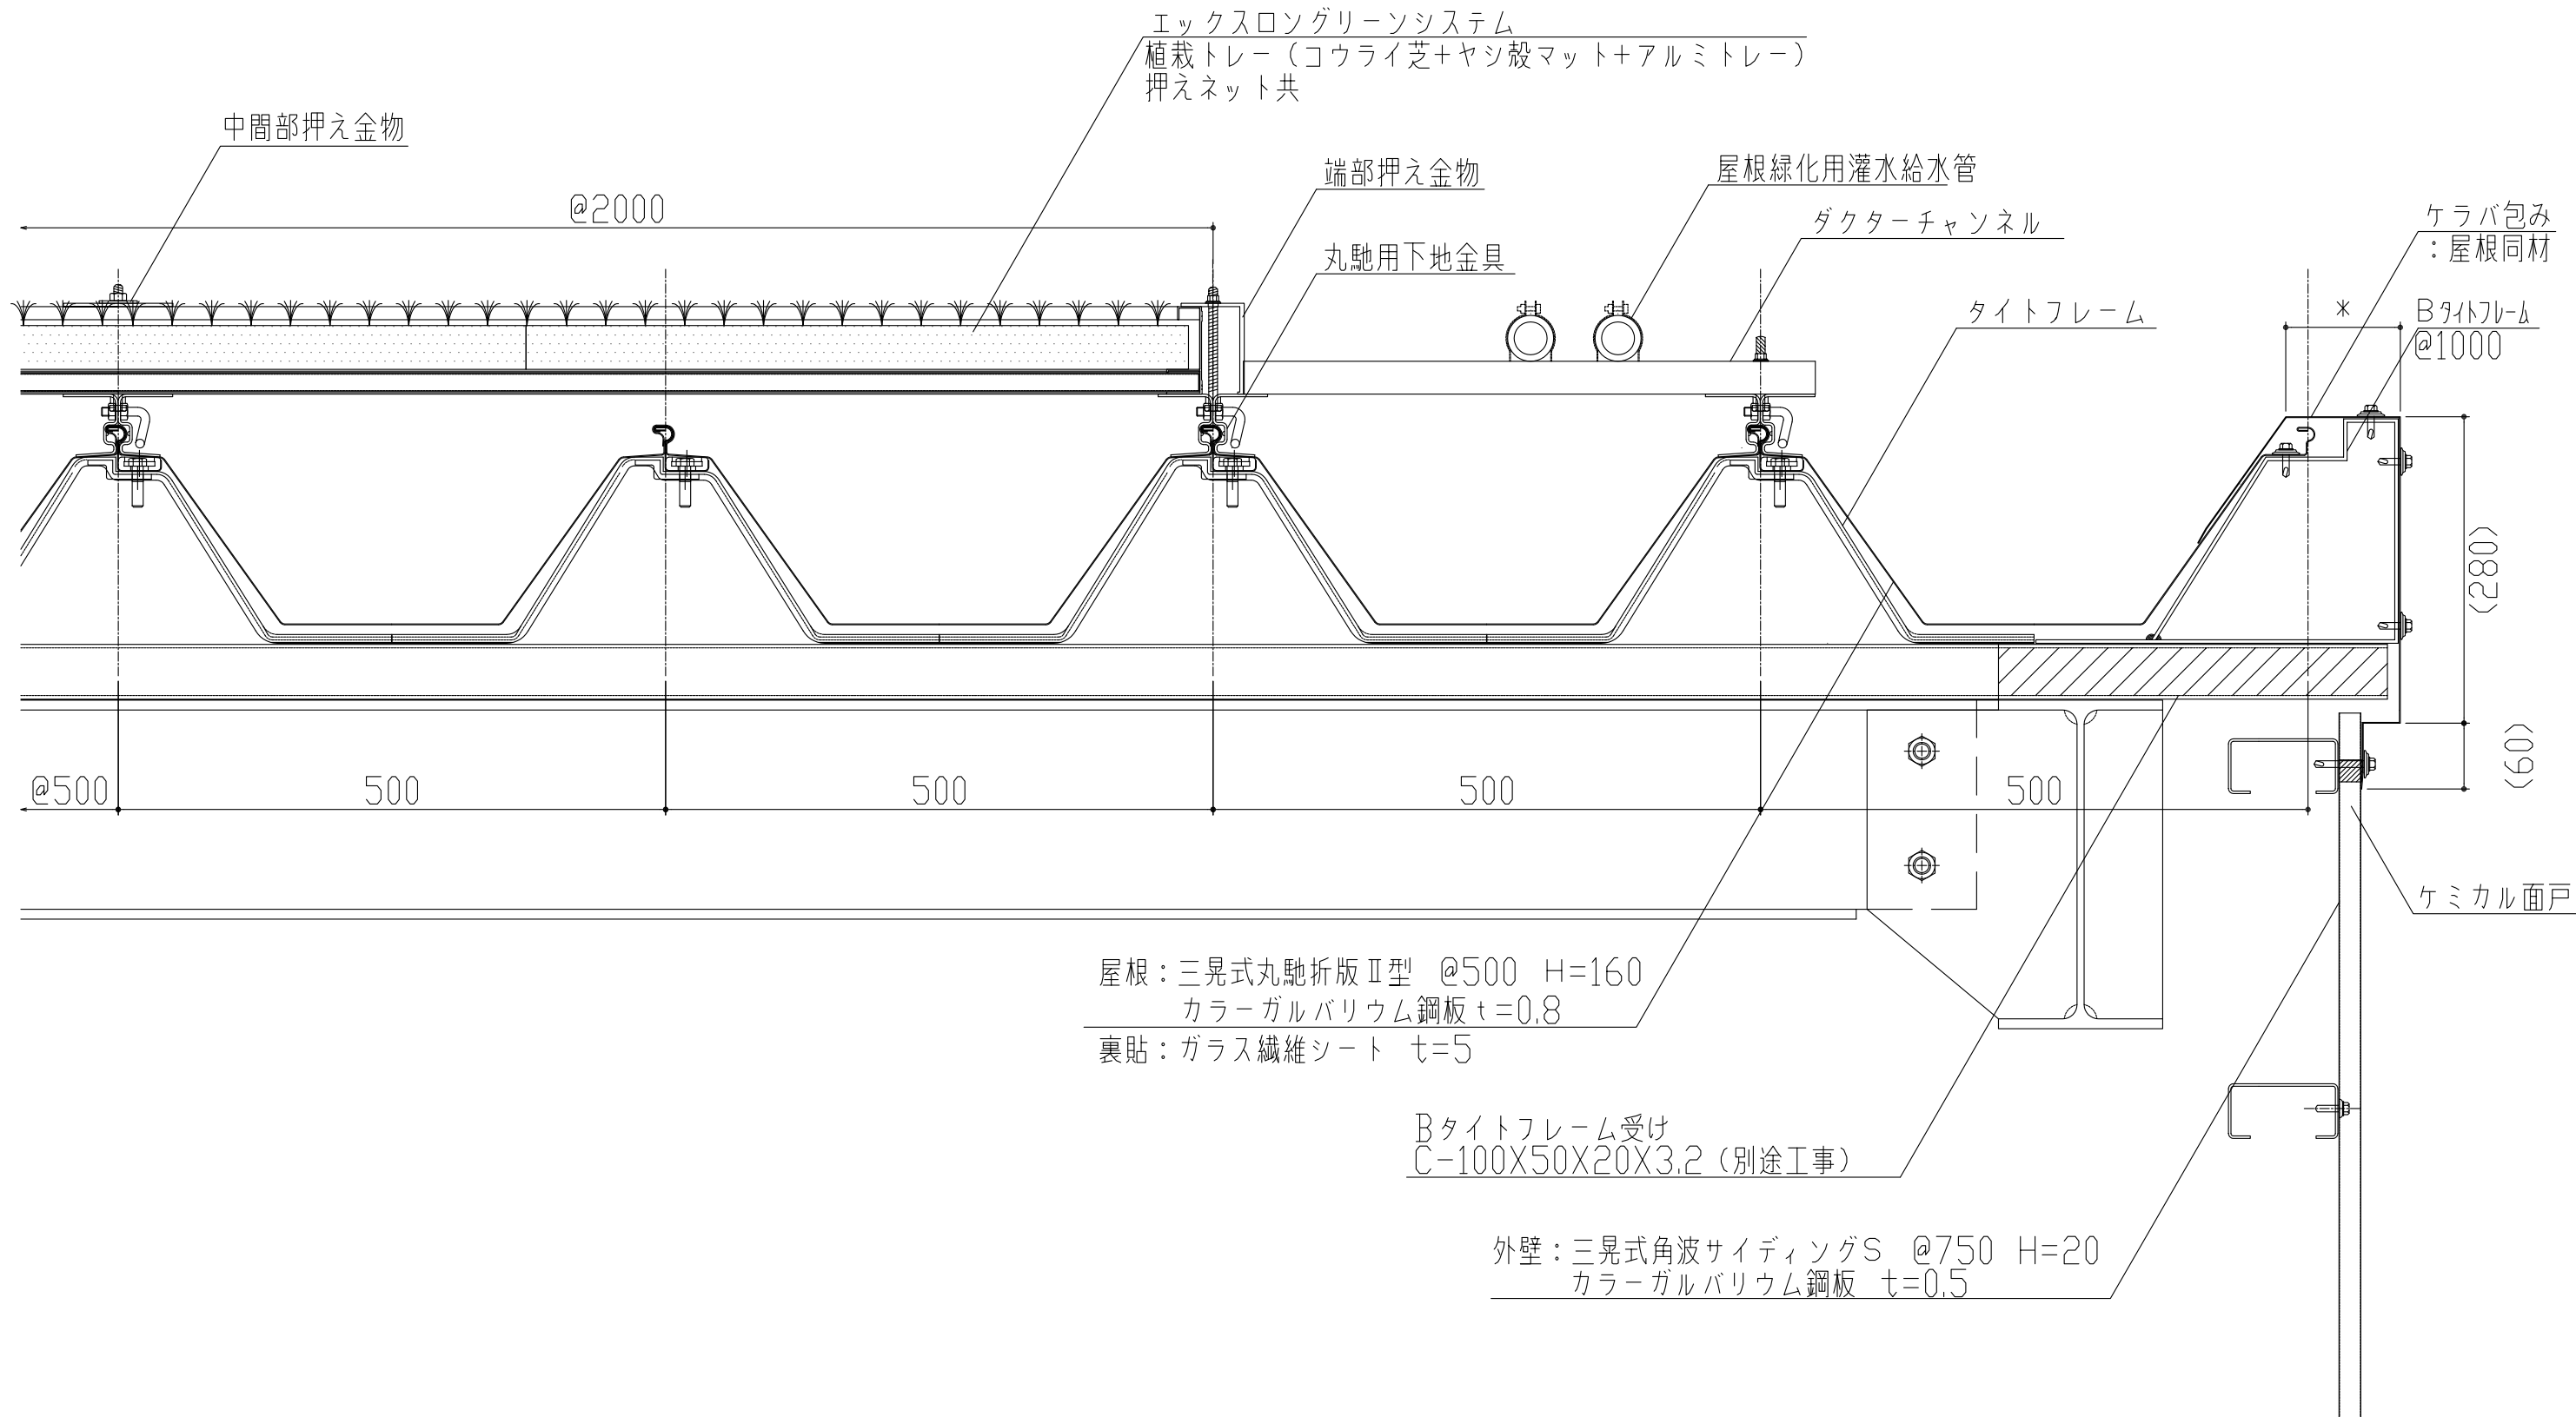 エックスロングリーンシステム
植栽トレー（コウライ芝+ヤシ殻マット+アルミトレー）
押えネット共
中間部押え金物
端部押え金物
屋根緑化用灌水給水管
@2000
ダクターチャンネル
ケラバ包み
：屋根同材
丸馳用下地金具
タイトフレーム
*
Bタイトフレーム
@1000
(280)
(60)
@500
500
500
500
500
ケミカル面戸
屋根：三晃式丸馳折版Ⅱ型 @500 H=160
カラーガルバリウム鋼板t=0.8
裏貼：ガラス繊維シート t=5
Bタイトフレーム受け
C-100X50X20X3.2（別途工事）
外壁：三晃式角波サイディングS @750 H=20
カラーガルバリウム鋼板 t=0.5